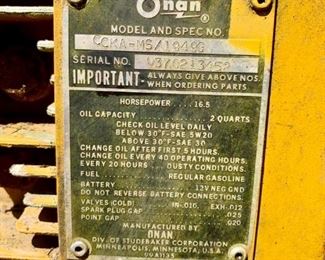 Onan
MODEL AND SPEC NO.
CCKA-MS/1949G
SERIAL NO.
IMPORTANT- ALWAYS GIVE ABOVE NOS.
WHEN ORDERING PARTS.
HORSEPOWER 16.5
OIL CAPACITY 2 QUARTS
CHECK OIL LEVEL DAILY
BELOW 30°F-SAE 5W20
ABOVE 30°F-SAE 30
CHANGE OIL AFTER FIRST 5 HOURS.
CHANGE OIL EVERY 40 OPERATING HOURS.
EVERY 20 HOURS DUSTY CONDITIONS.
FUEL REGULAR GASOLINE
BATTERY 12V NEG GND
DO NOT REVERSE BATTERY CONNECTIONS.
VALVES (COLD) IN-.010 EXH-.012
SPARK PLUG GAP .025
POINT GAP .020
MANUFACTURED BY
ONAN
DIV. OF STUDEBAKER CORPORATION
MINNEAPOLIS, MINNESOTA, U.S.A.